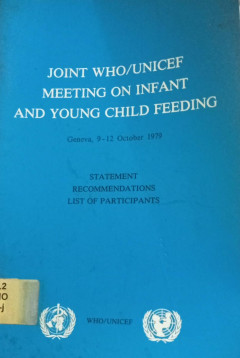 JOINT WHO/UNICEF
MEETING ON INFANT
AND YOUNG CHILD FEEDING
Geneva, 9-12 October 1979
STATEMENT
RECOMMENDATIONS
LIST OF PARTICIPANTS
WHO/UNICEF